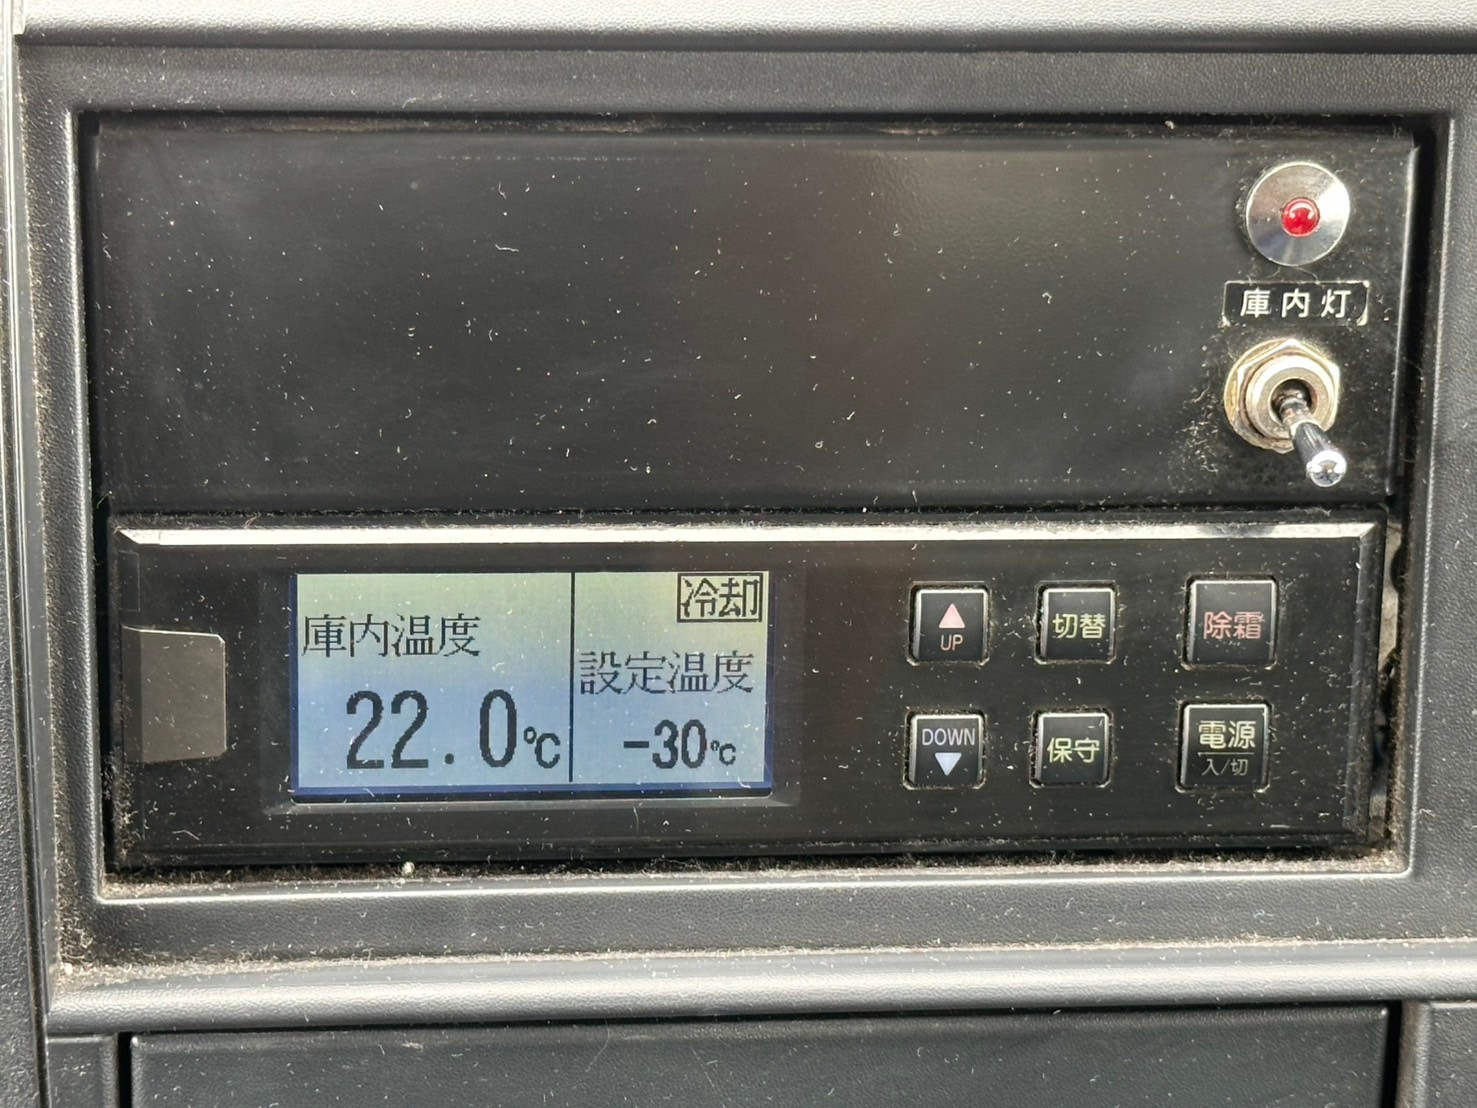 庫内灯
冷却
庫内温度
設定温度
22.0℃
-30℃
UP
切替
除霜
DOWN
保守
電源
入/切